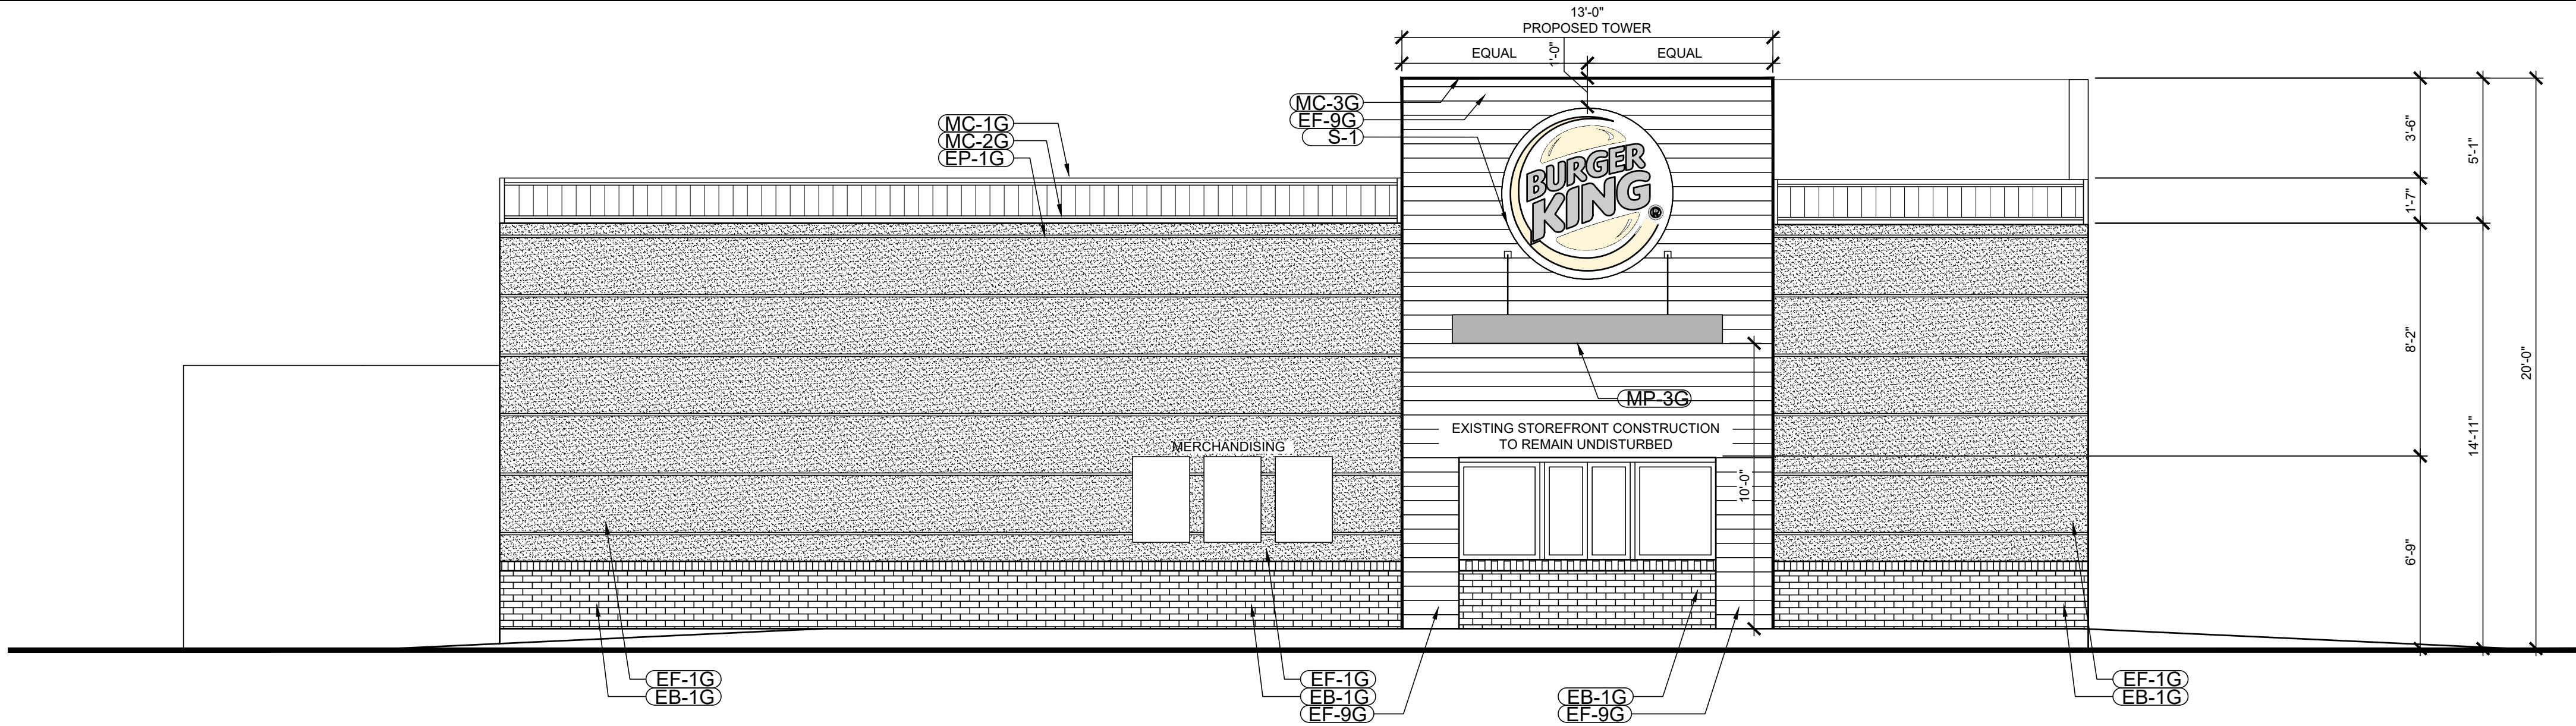 13'-0"
PROPOSED TOWER
EQUAL
1'-0"
EQUAL
MC-3G
EF-9G
S-1
MC-1G
MC-2G
EP-1G
BURGER
KING
®
3'-6"
5'-1"
1'-7"
8'-2"
20'-0"
14'-11"
6'-9"
MP-3G
EXISTING STOREFRONT CONSTRUCTION
TO REMAIN UNDISTURBED
MERCHANDISING
10'-0"
EF-1G
EB-1G
EF-1G
EB-1G
EF-9G
EB-1G
EF-9G
EF-1G
EB-1G